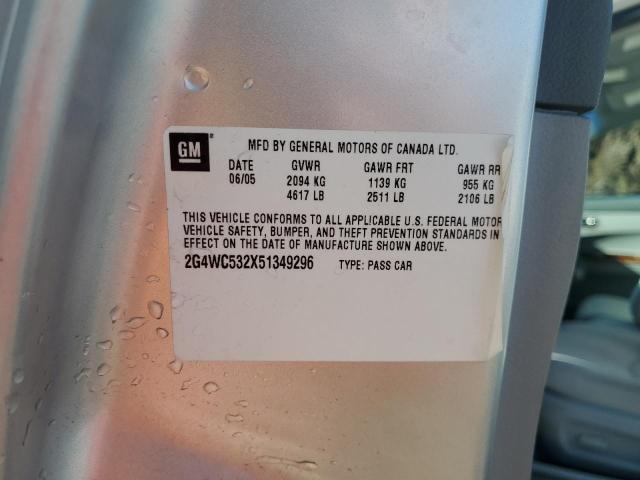 GM
MFD BY GENERAL MOTORS OF CANADA LTD.
DATE GVWR GAWR FRT GAWR RR
06/05 2094 KG 1139 KG 955 KG
4617 LB 2511 LB 2106 LB
THIS VEHICLE CONFORMS TO ALL APPLICABLE U.S. FEDERAL MOTOR
VEHICLE SAFETY, BUMPER, AND THEFT PREVENTION STANDARDS IN
EFFECT ON THE DATE OF MANUFACTURE SHOWN ABOVE.
2G4WC532X51349296 TYPE: PASS CAR